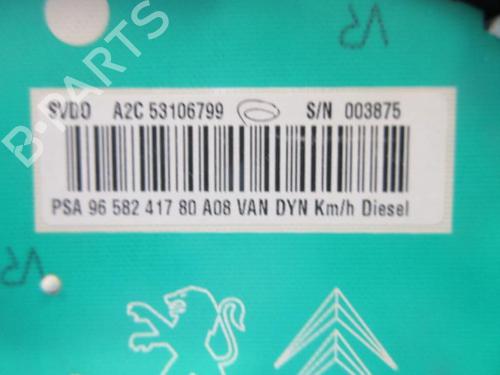 B-PARTS
SVDO A2C 53106799 S/N 003875
PSA 96 582 417 80 A08 VAN DYN Km/h Diesel